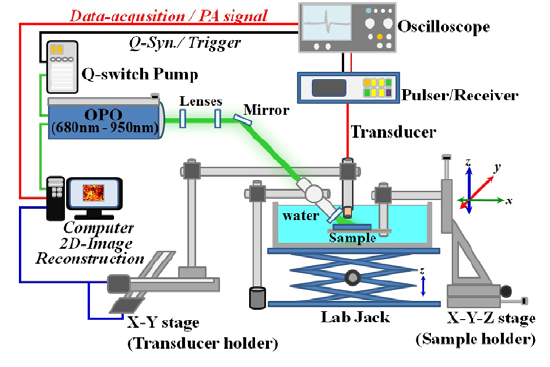 Data-acqusition / PA signal
Oscilloscope
Q-Syn./ Trigger
Q-switch Pump
Pulser/Receiver
OPO
(680nm - 950nm)
Lenses
Mirror
Transducer
z
y
x
water
Sample
Computer
2D-Image
Reconstruction
z
X-Y stage
(Transducer holder)
Lab Jack
X-Y-Z stage
(Sample holder)